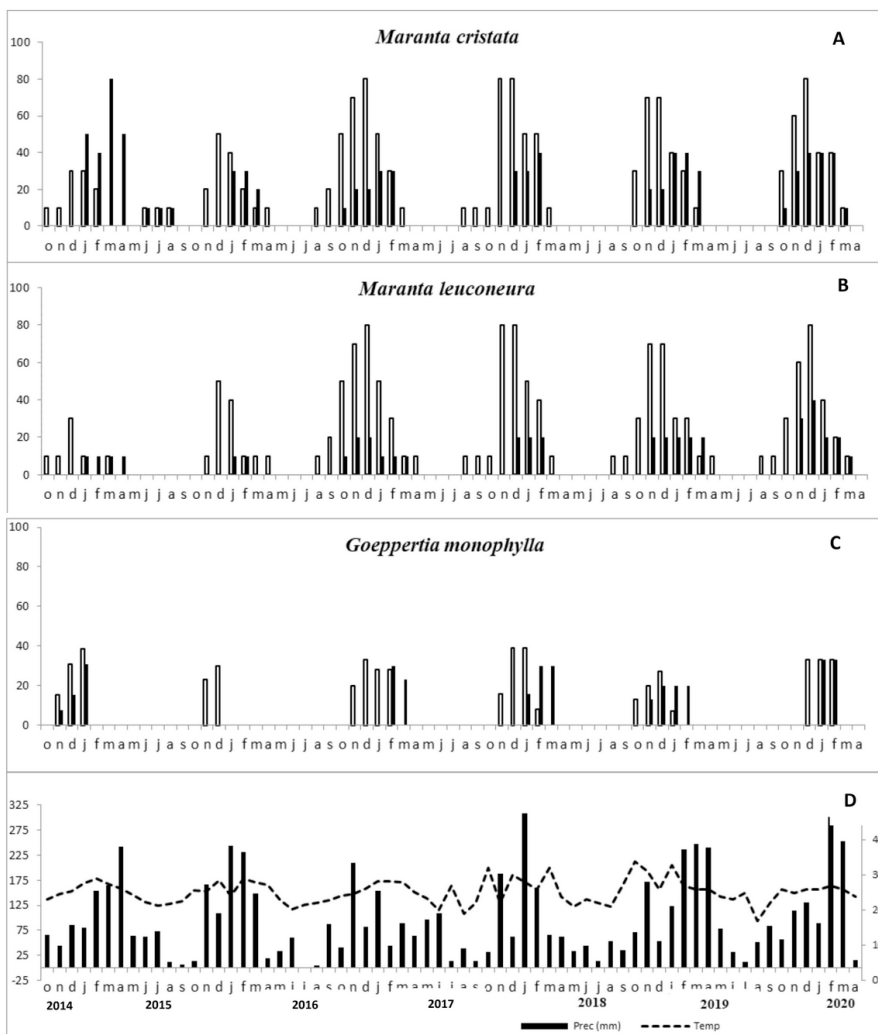 Maranta cristata
A
100
80
60
40
20
0
o n d j f m a m j j a s o n d j f m a m j j a s o n d j f m a m j j a s o n d j f m a m j j a s o n d j f m a m j j a s o n d j f m a
Maranta leuconeura
B
100
80
60
40
20
0
o n d j f m a m j j a s o n d j f m a m j j a s o n d j f m a m j j a s o n d j f m a m j j a s o n d j f m a m j j a s o n d j f m a
Goeppertia monophylla
C
100
80
60
40
20
0
o n d j f m a m j j a s o n d j f m a m j j a s o n d j f m a m j j a s o n d j f m a m j j a s o n d j f m a m j j a s o n d j f m a
D
325
275
225
175
125
75
25
-25
4
3
2
1
0
o n d j f m a m j j a s o n d j f m a m j j a s o n d j f m a m j j a s o n d j f m a m j j a s o n d j f m a m j j a s o n d j f m a
2014 2015 2016 2017 2018 2019 2020
Prec (mm) Temp